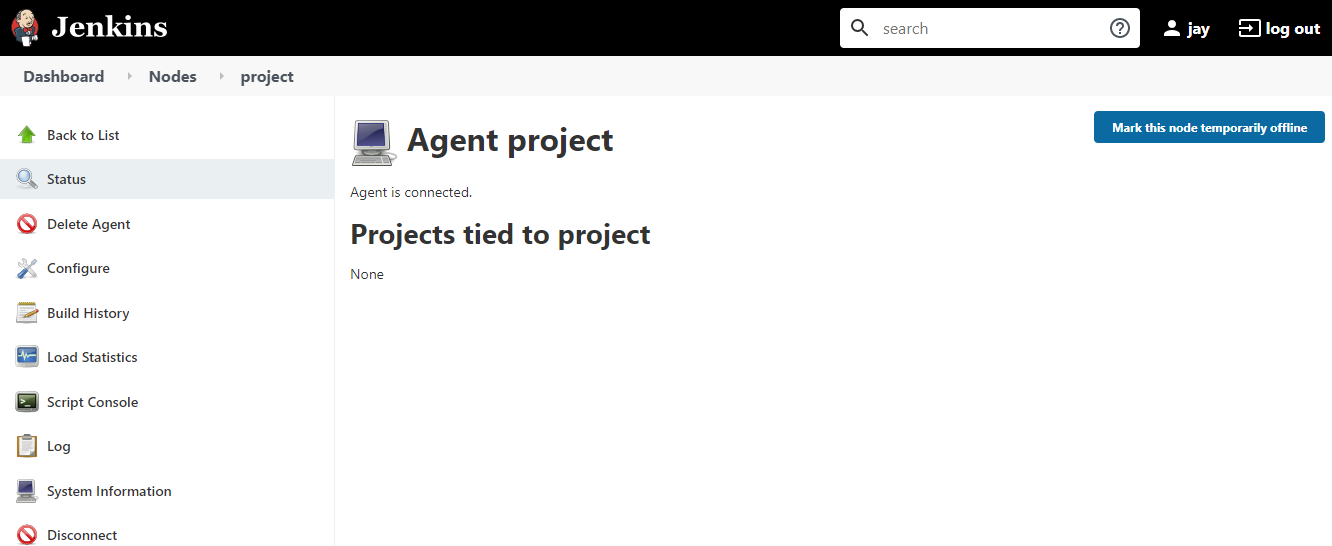 Jenkins
search
jay
log out
Dashboard
Nodes
project
Back to List
Status
Delete Agent
Configure
Build History
Load Statistics
Script Console
Log
System Information
Disconnect
Agent project
Mark this node temporarily offline
Agent is connected.
Projects tied to project
None